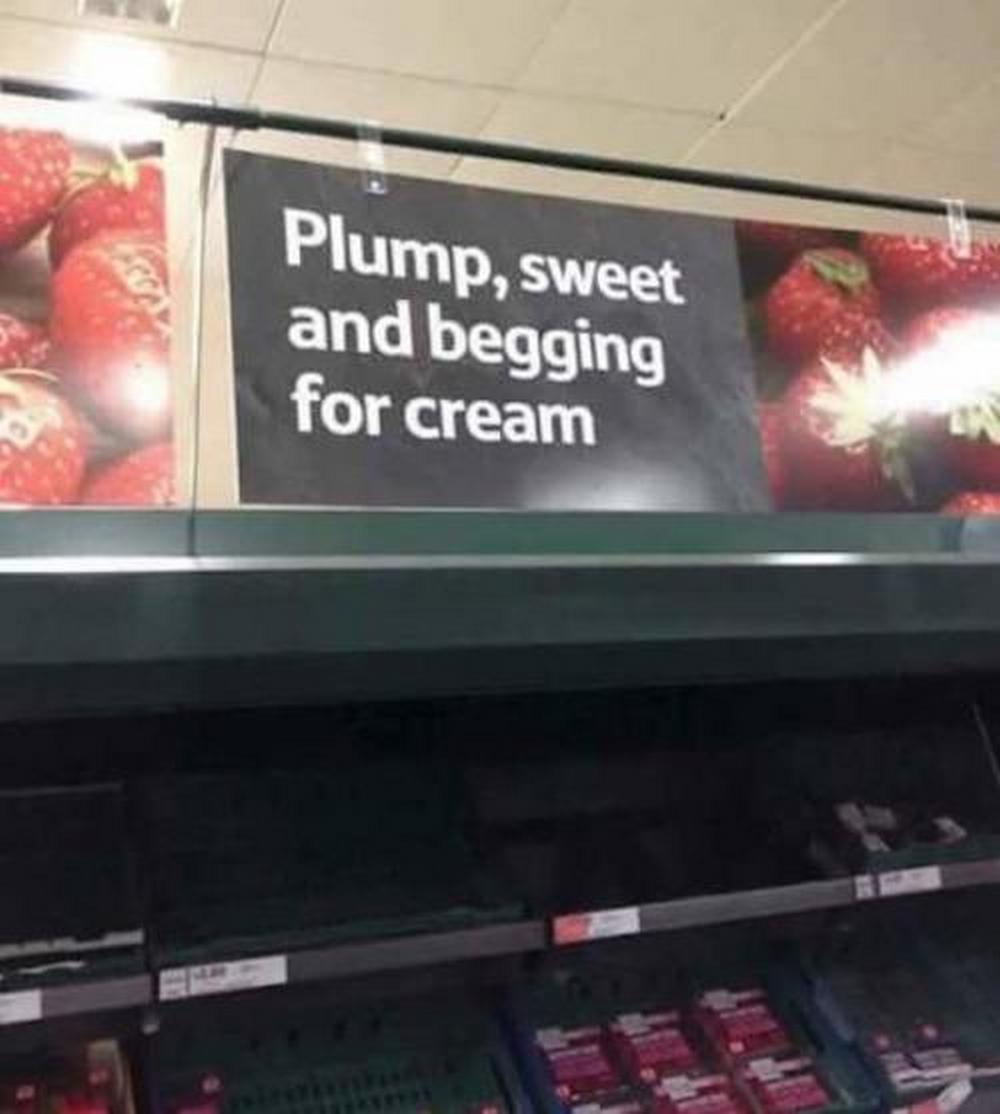 Plump, sweet
and begging
for cream